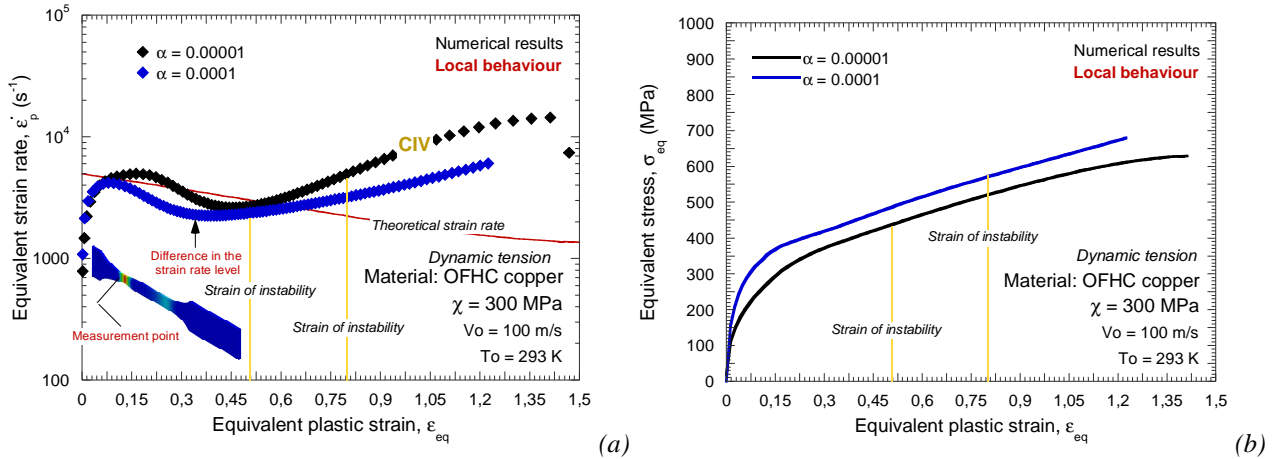 10^5
10^4
1000
100
Equivalent strain rate, ε̇_p (s^-1)
α = 0.00001
α = 0.0001
Numerical results
Local behaviour
CIV
Theoretical strain rate
Difference in the
strain rate level
Dynamic tension
Strain of instability
Material: OFHC copper
χ = 300 MPa
Strain of instability
Measurement point
Vo = 100 m/s
To = 293 K
0 0,15 0,3 0,45 0,6 0,75 0,9 1,05 1,2 1,35 1,5
Equivalent plastic strain, ε_eq
(a)
1000
900
800
700
600
500
400
300
200
100
0
Equivalent stress, σ_eq (MPa)
α = 0.00001
α = 0.0001
Numerical results
Local behaviour
Strain of instability
Dynamic tension
Material: OFHC copper
χ = 300 MPa
Strain of instability
Vo = 100 m/s
To = 293 K
0 0,15 0,3 0,45 0,6 0,75 0,9 1,05 1,2 1,35 1,5
Equivalent plastic strain, ε_eq
(b)